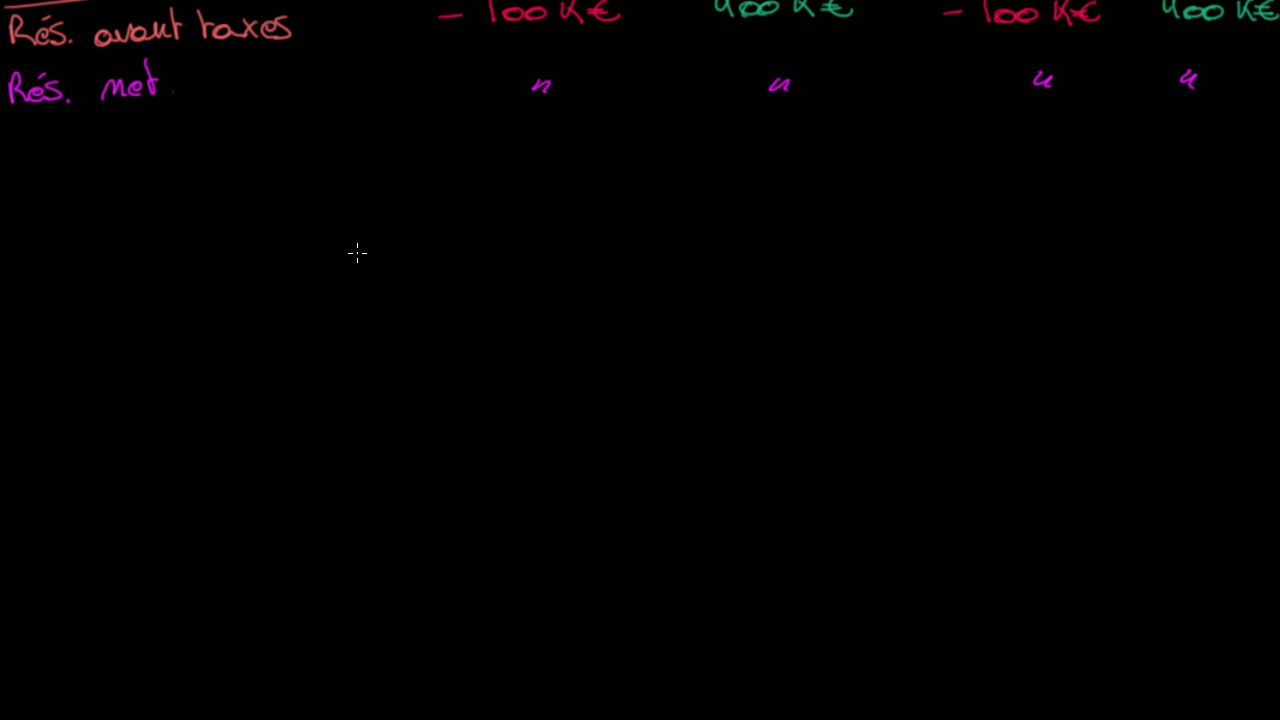 Rés. avant taxes - 100 K€ 400 K€ - 100 K€ 400 K€
Rés. net. " " " "